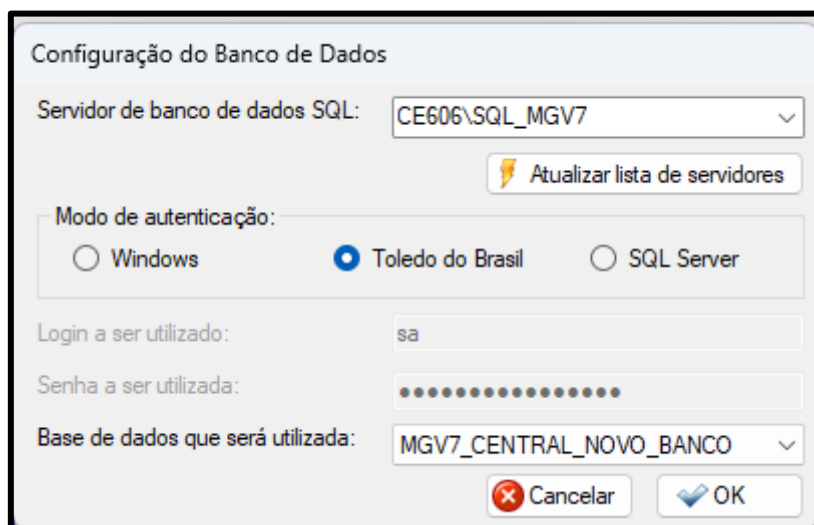 Configuração do Banco de Dados
Servidor de banco de dados SQL: CE606\SQL_MGV7
Atualizar lista de servidores
Modo de autenticação:
Windows Toledo do Brasil SQL Server
Login a ser utilizado: sa
Senha a ser utilizada: ●●●●●●●●●●●●●●●●
Base de dados que será utilizada: MGV7_CENTRAL_NOVO_BANCO
Cancelar OK